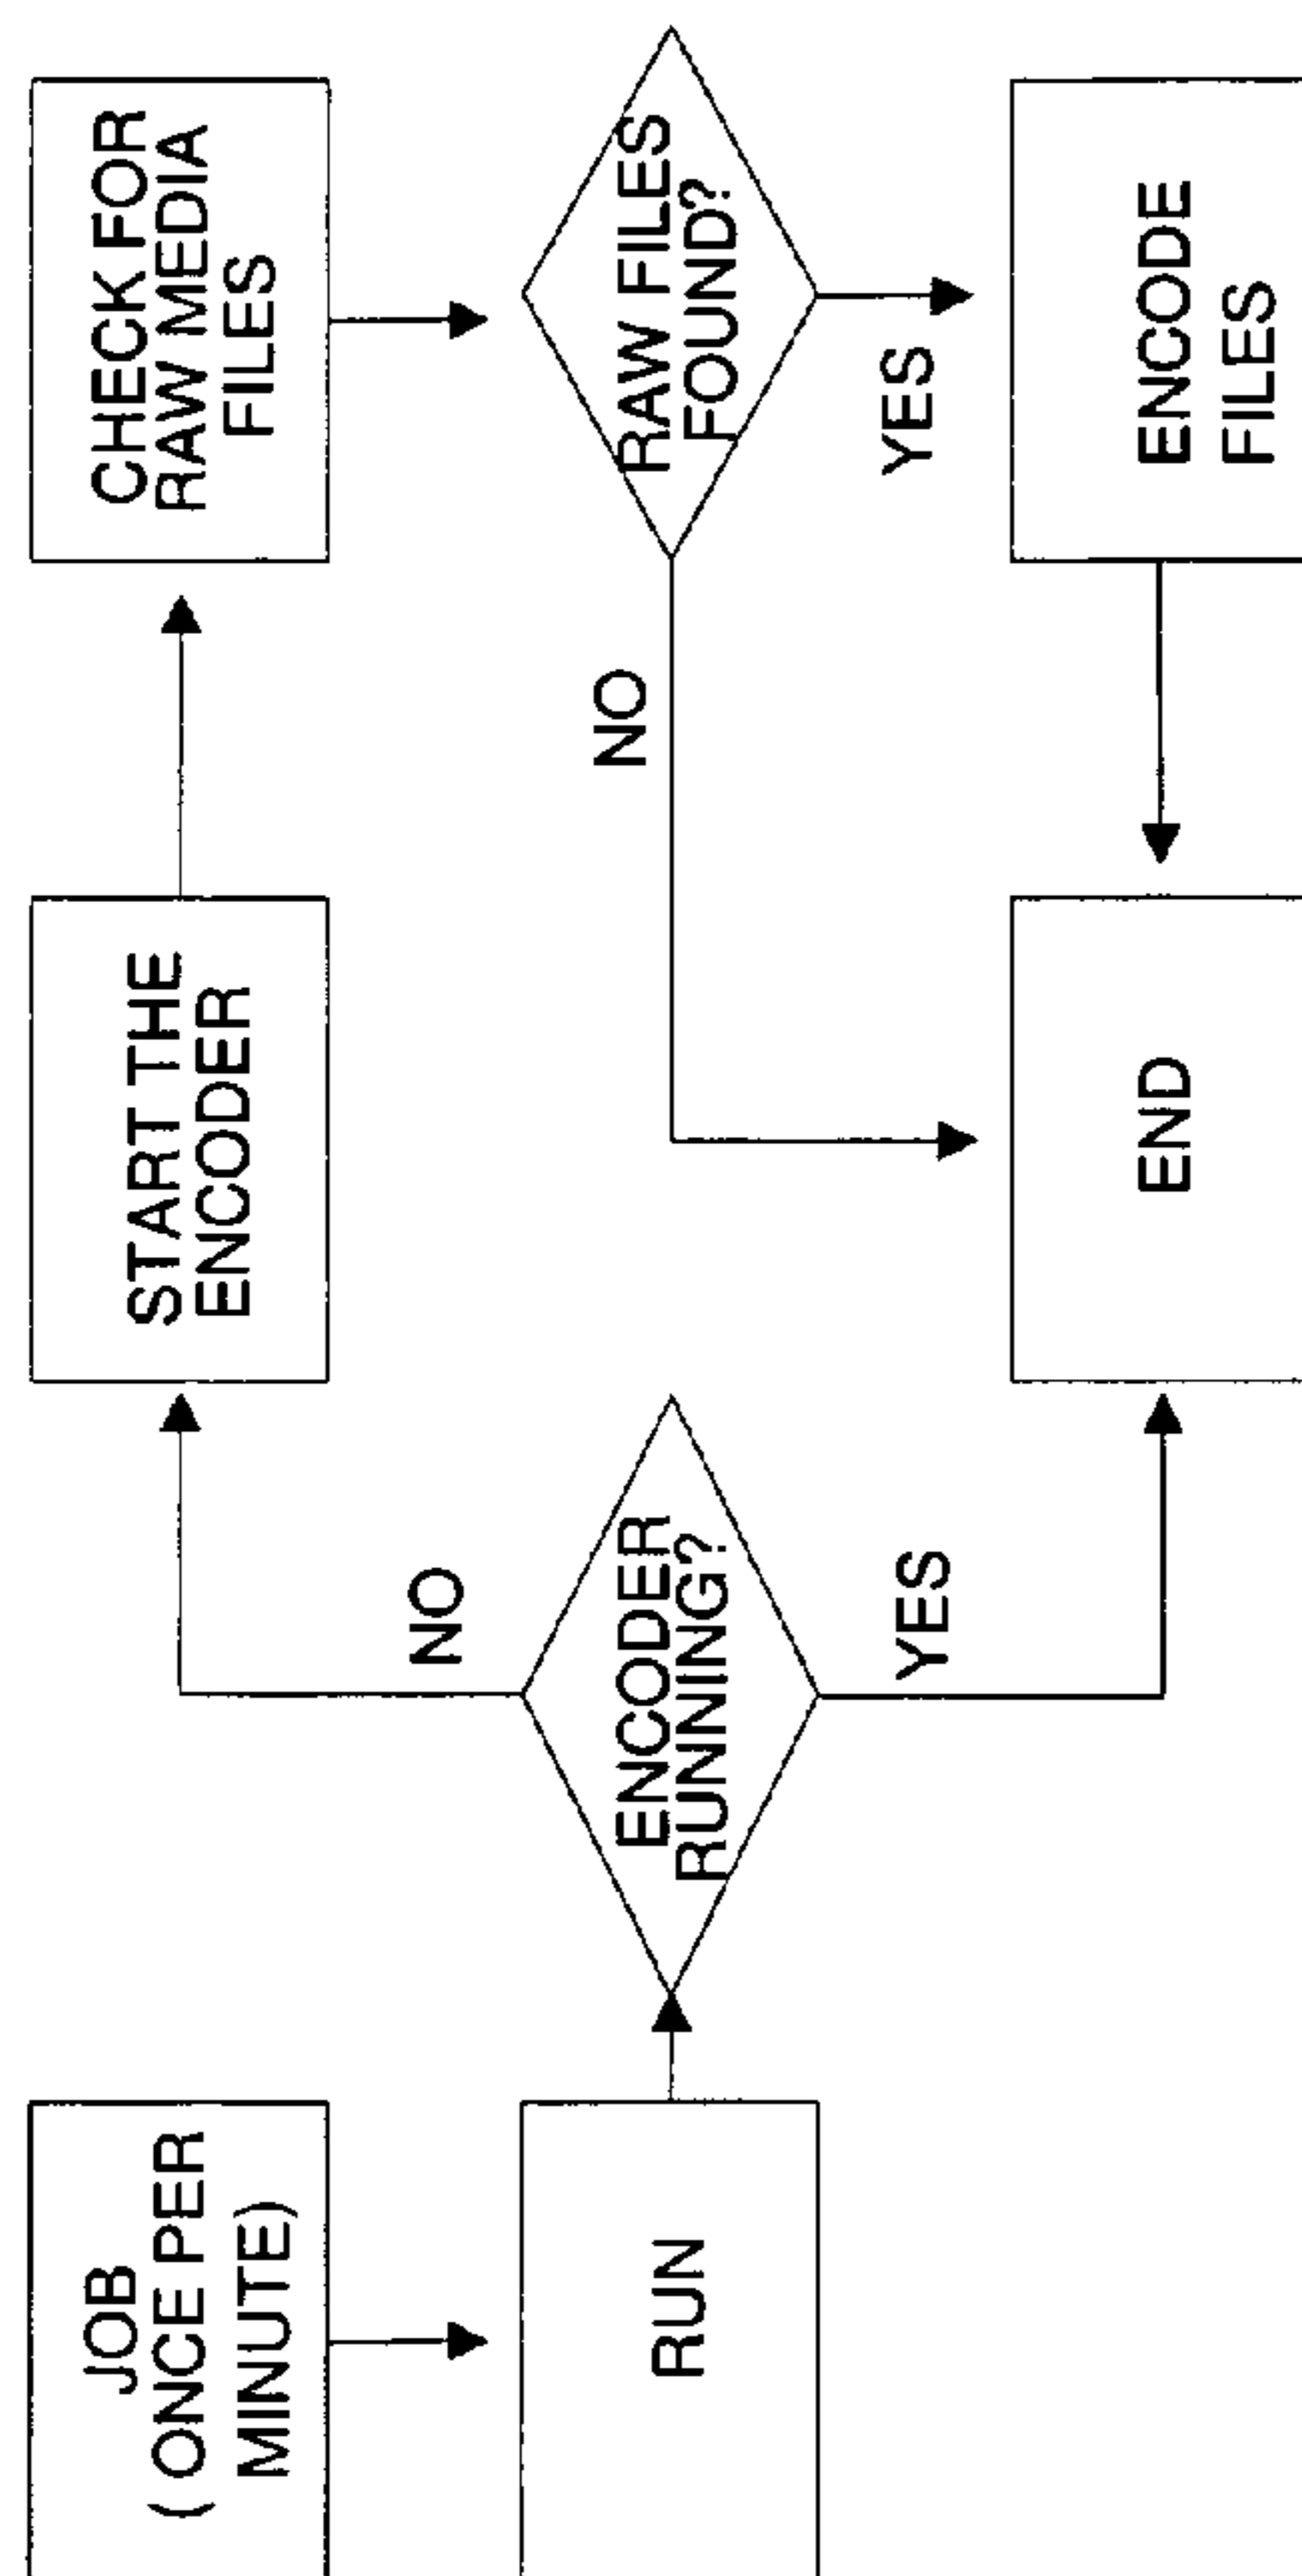 JOB
( ONCE PER
MINUTE)
RUN
ENCODER
RUNNING?
NO
YES
START THE
ENCODER
CHECK FOR
RAW MEDIA
FILES
RAW FILES
FOUND?
NO
YES
ENCODE
FILES
END